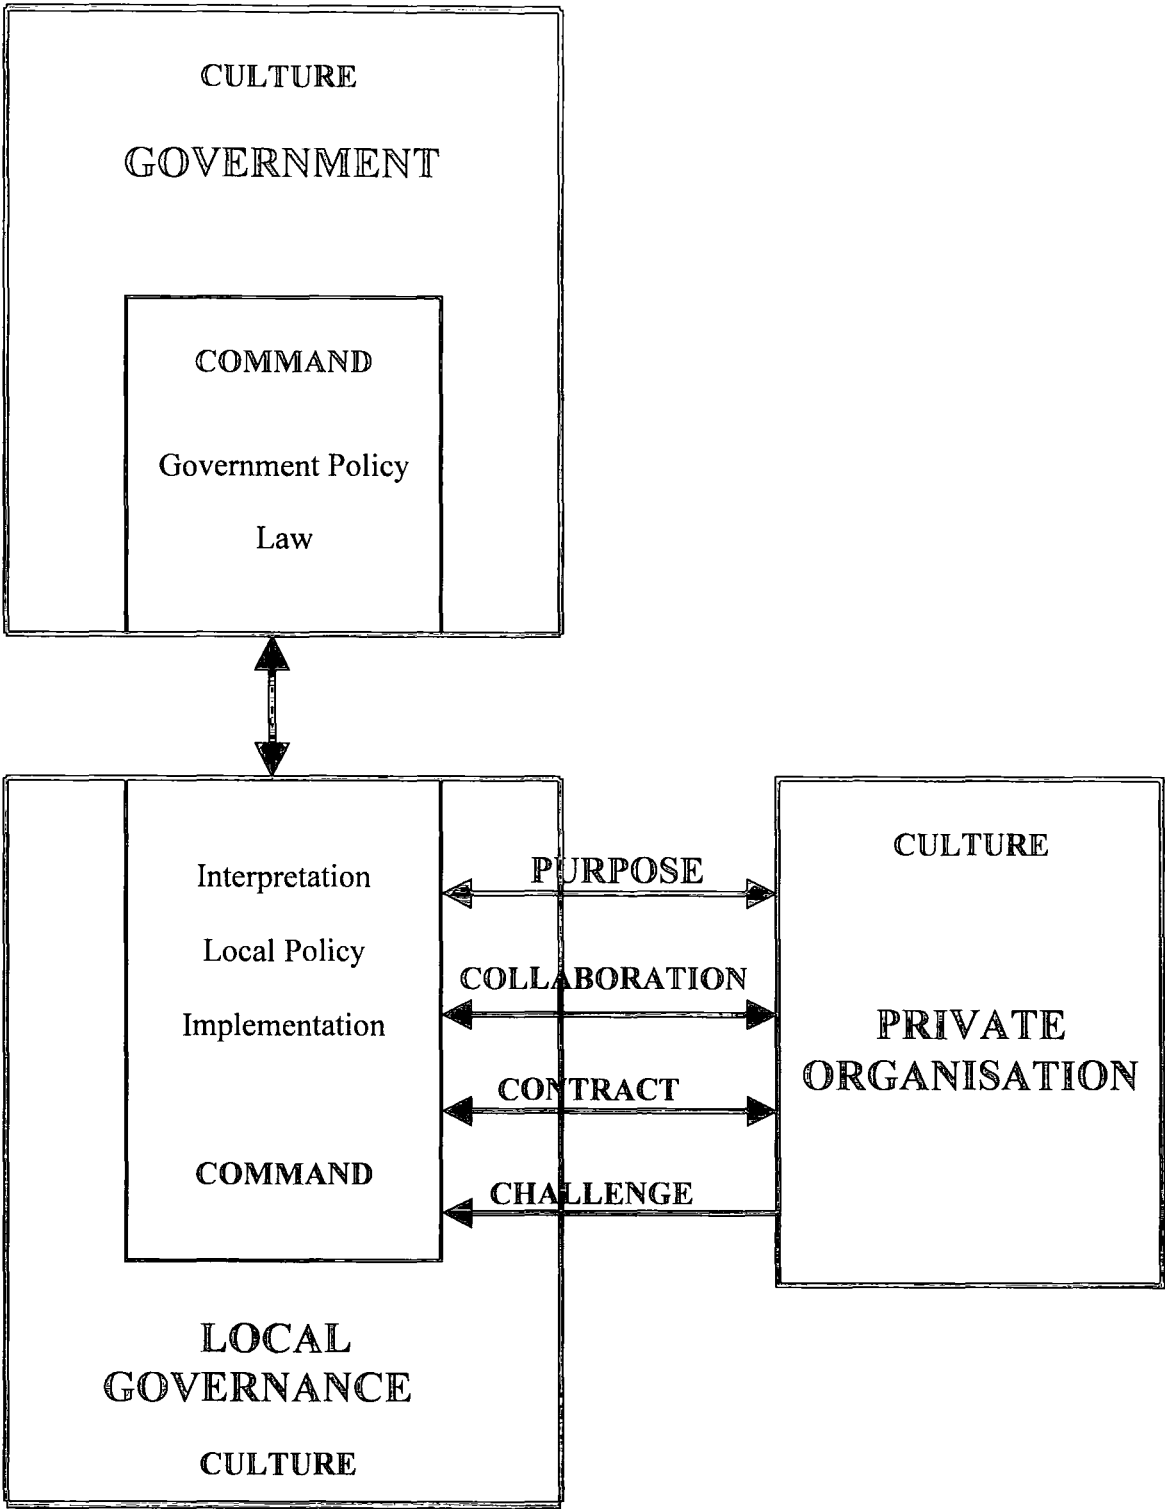 CULTURE
GOVERNMENT
COMMAND
Government Policy
Law
Interpretation
Local Policy
Implementation
COMMAND
LOCAL
GOVERNANCE
CULTURE
PURPOSE
COLLABORATION
CONTRACT
CHALLENGE
CULTURE
PRIVATE
ORGANISATION